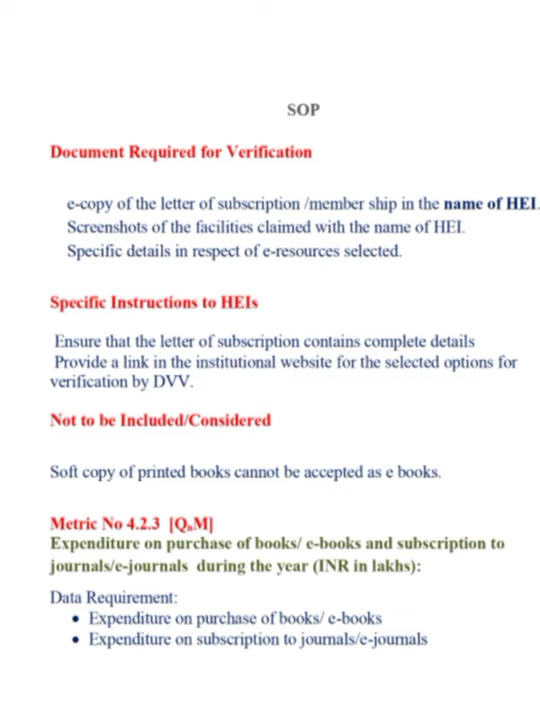 SOP
Document Required for Verification
e-copy of the letter of subscription /member ship in the name of HEI.
Screenshots of the facilities claimed with the name of HEI.
Specific details in respect of e-resources selected.
Specific Instructions to HEIs
Ensure that the letter of subscription contains complete details
Provide a link in the institutional website for the selected options for
verification by DVV.
Not to be Included/Considered
Soft copy of printed books cannot be accepted as e books.
Metric No 4.2.3 [QnM]
Expenditure on purchase of books/ e-books and subscription to
journals/e-journals during the year (INR in lakhs):
Data Requirement:
• Expenditure on purchase of books/ e-books
• Expenditure on subscription to journals/e-journals